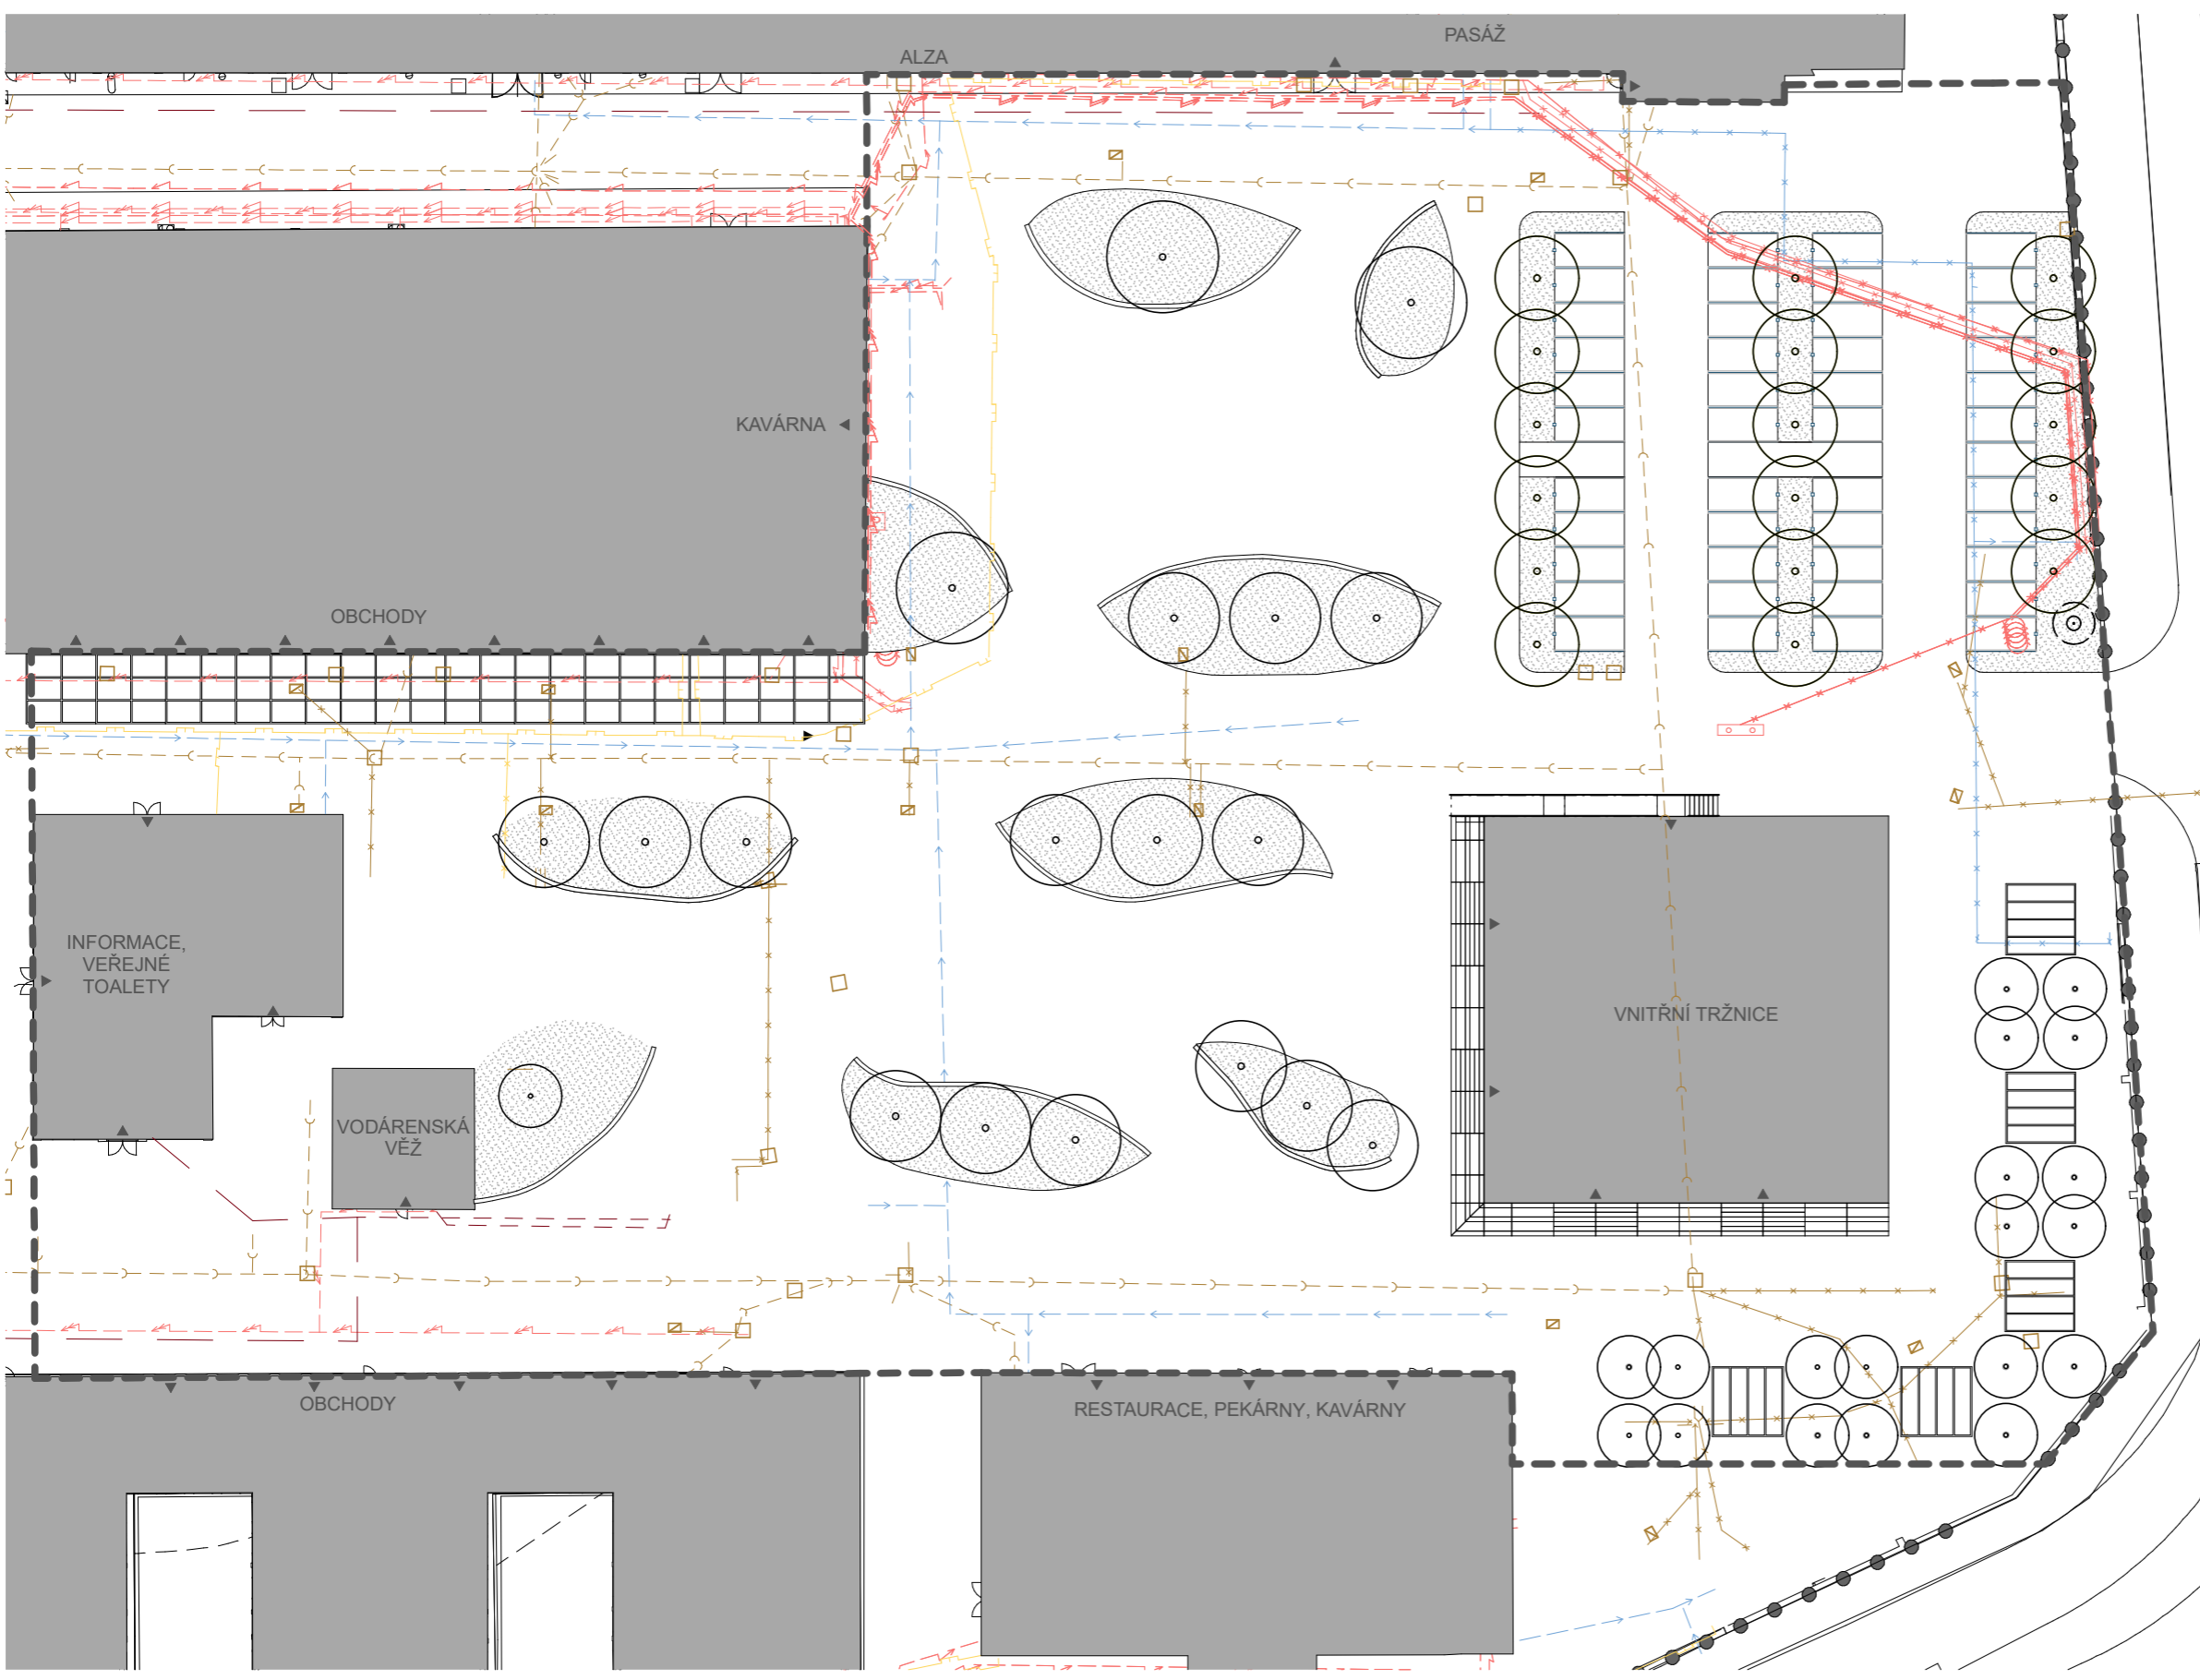 PASÁŽ
ALZA
KAVÁRNA
OBCHODY
INFORMACE,
VEŘEJNÉ
TOALETY
VNITŘNÍ TRŽNICE
VODÁRENSKÁ
VĚŽ
OBCHODY
RESTAURACE, PEKÁRNY, KAVÁRNY